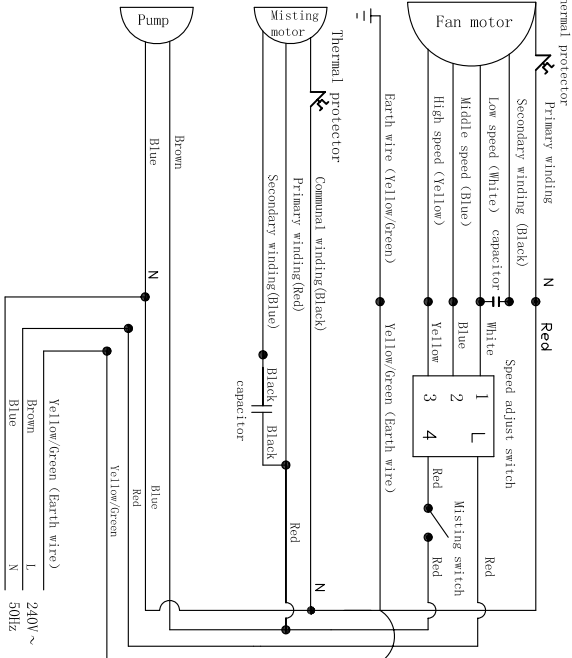 Pump
Misting
motor
Fan motor
Thermal protector
Thermal protector
Brown
Blue
N
Secondary winding(Blue)
Primary winding(Red)
Communal winding(Black)
Earth wire (Yellow/Green)
High speed (Yellow)
Middle speed (Blue)
Low speed (White)
capacitor
Secondary winding (Black)
Primary winding
N
Red
Black
Black
capacitor
Yellow/Green (Earth wire)
Yellow
Blue
White
Speed adjust switch
1
2
3
L
4
Red
Misting switch
Red
Red
Red
N
Blue
Red
Yellow/Green
Yellow/Green (Earth wire)
Brown L
Blue N
240V ~
50Hz